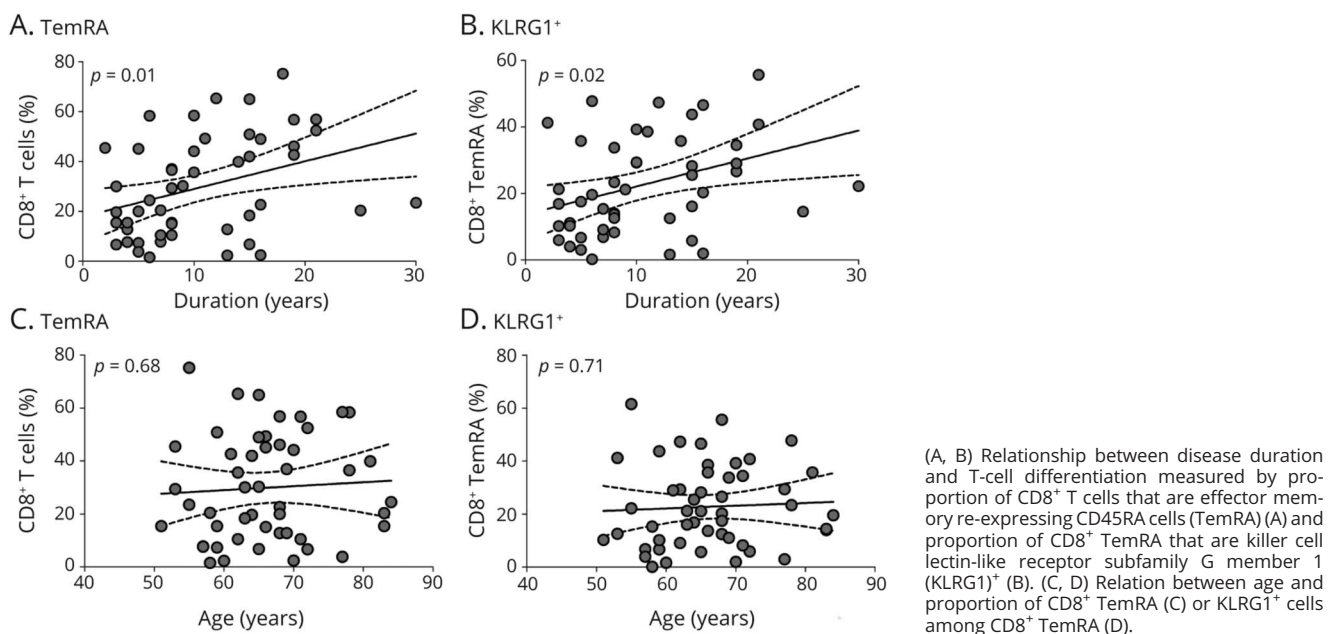 A. TemRA
B. KLRG1⁺
p = 0.01
p = 0.02
CD8⁺ T cells (%)
80
60
40
20
0
CD8⁺ TemRA (%)
60
40
20
0
0 10 20 30
Duration (years)
0 10 20 30
Duration (years)
C. TemRA
D. KLRG1⁺
p = 0.68
p = 0.71
CD8⁺ T cells (%)
80
60
40
20
0
CD8⁺ TemRA (%)
80
60
40
20
0
40 50 60 70 80 90
Age (years)
40 50 60 70 80 90
Age (years)
(A, B) Relationship between disease duration
and T-cell differentiation measured by pro-
portion of CD8⁺ T cells that are effector mem-
ory re-expressing CD45RA cells (TemRA) (A) and
proportion of CD8⁺ TemRA that are killer cell
lectin-like receptor subfamily G member 1
(KLRG1)⁺ (B). (C, D) Relation between age and
proportion of CD8⁺ TemRA (C) or KLRG1⁺ cells
among CD8⁺ TemRA (D).